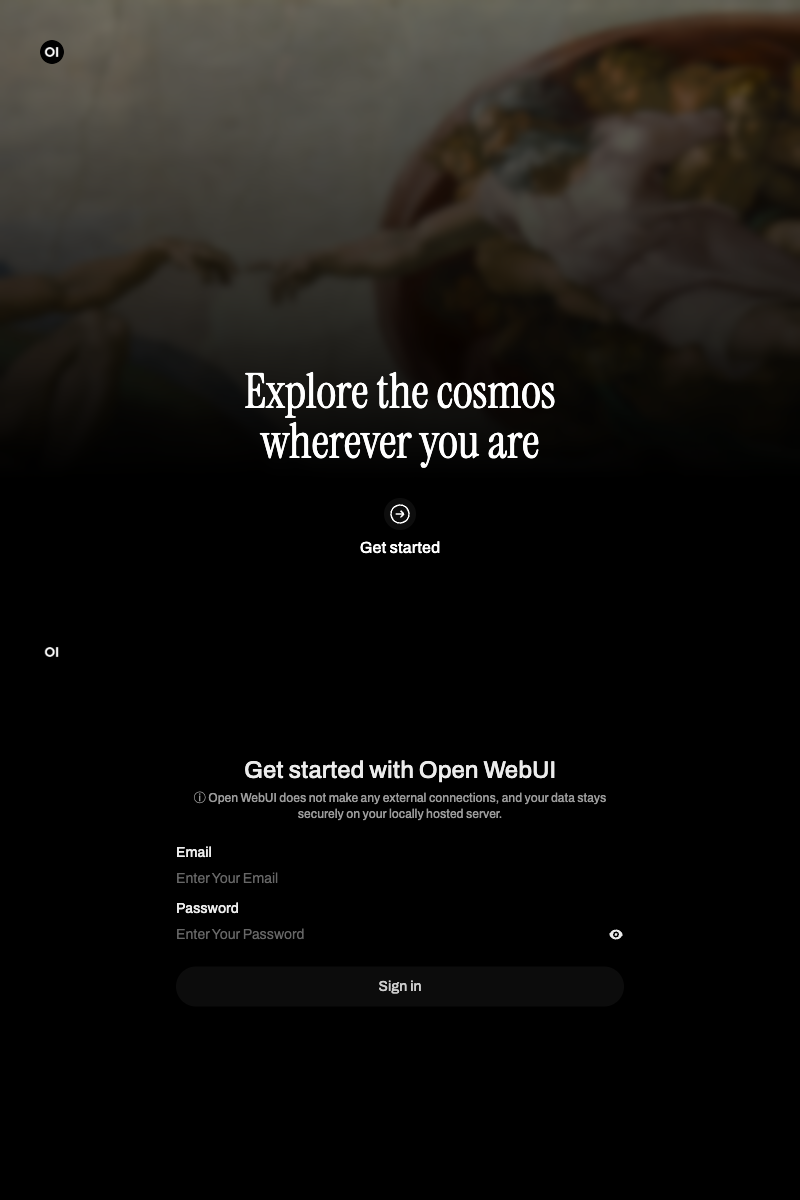 OI
Explore the cosmos
wherever you are
Get started
OI
Get started with Open WebUI
ⓘ Open WebUI does not make any external connections, and your data stays
securely on your locally hosted server.
Email
Enter Your Email
Password
Enter Your Password
Sign in